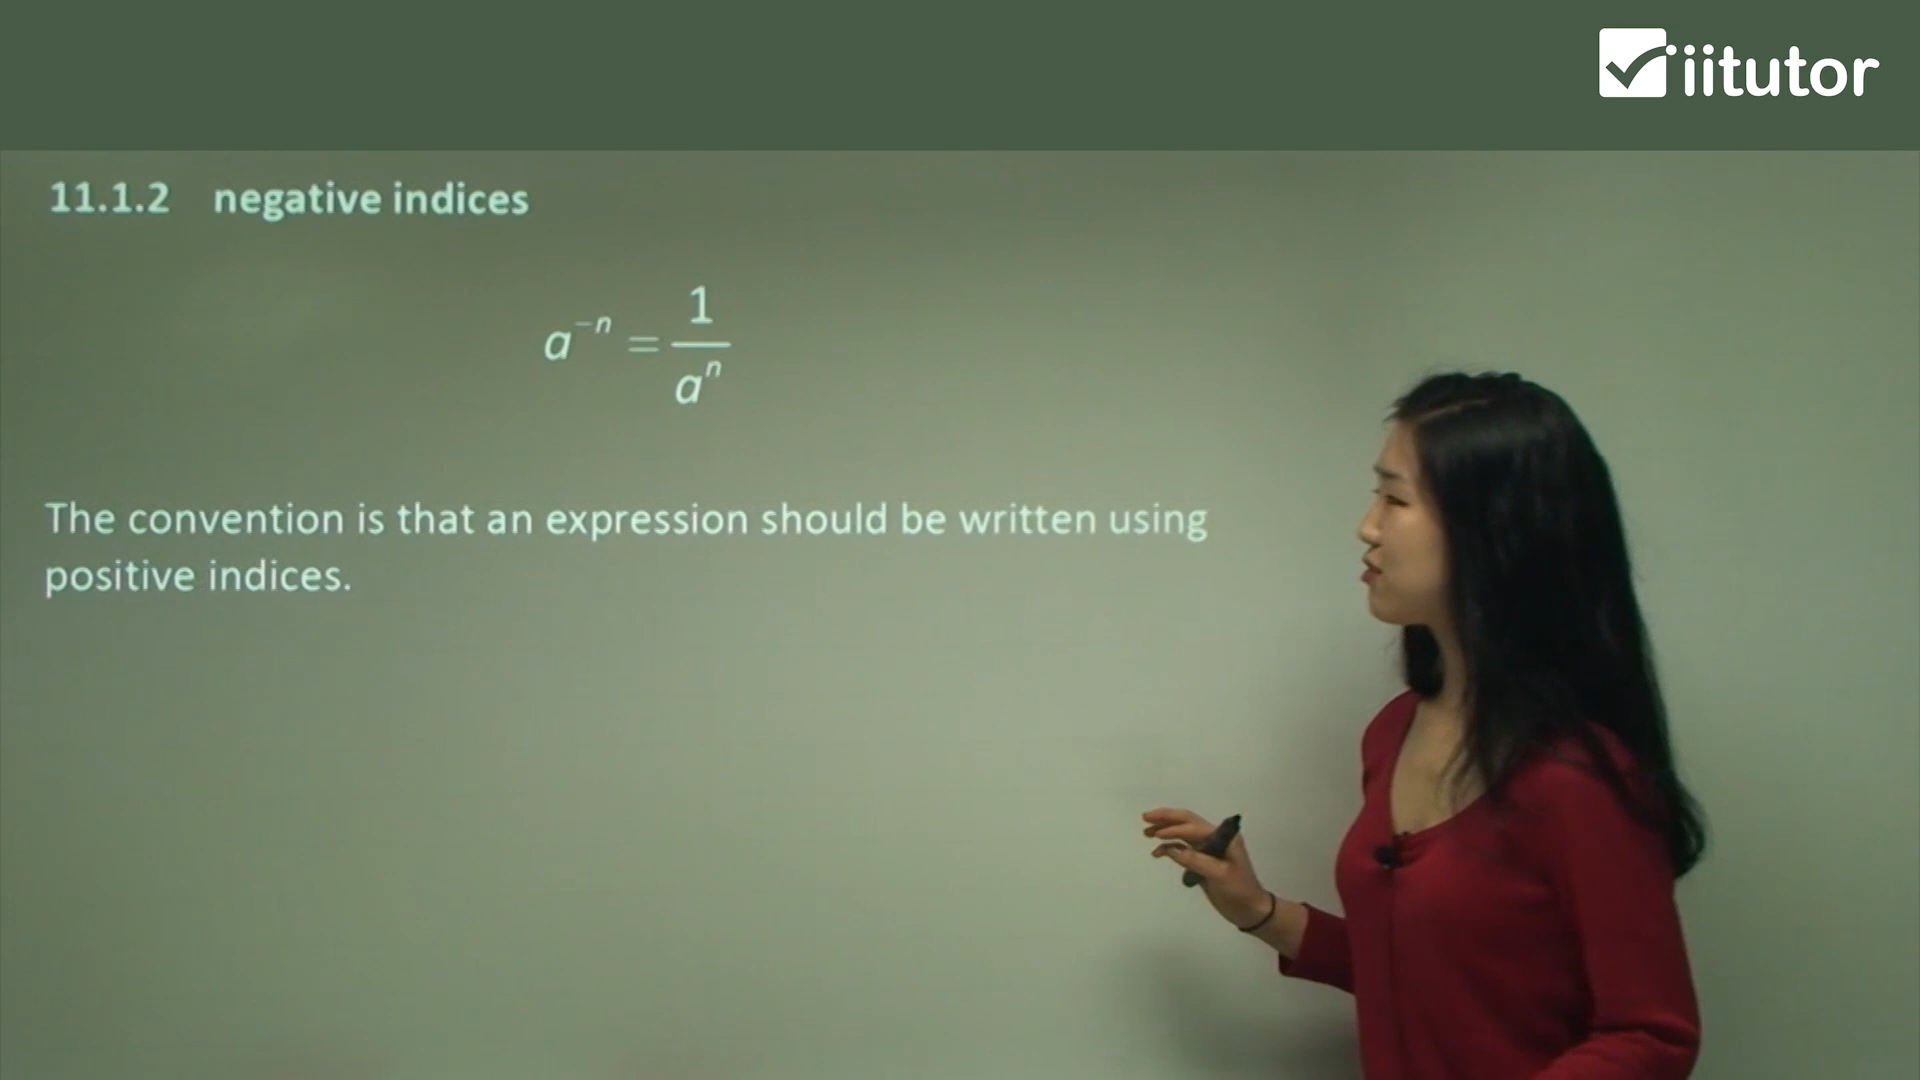 iitutor
11.1.2 negative indices
a⁻ⁿ = 1/aⁿ
The convention is that an expression should be written using
positive indices.